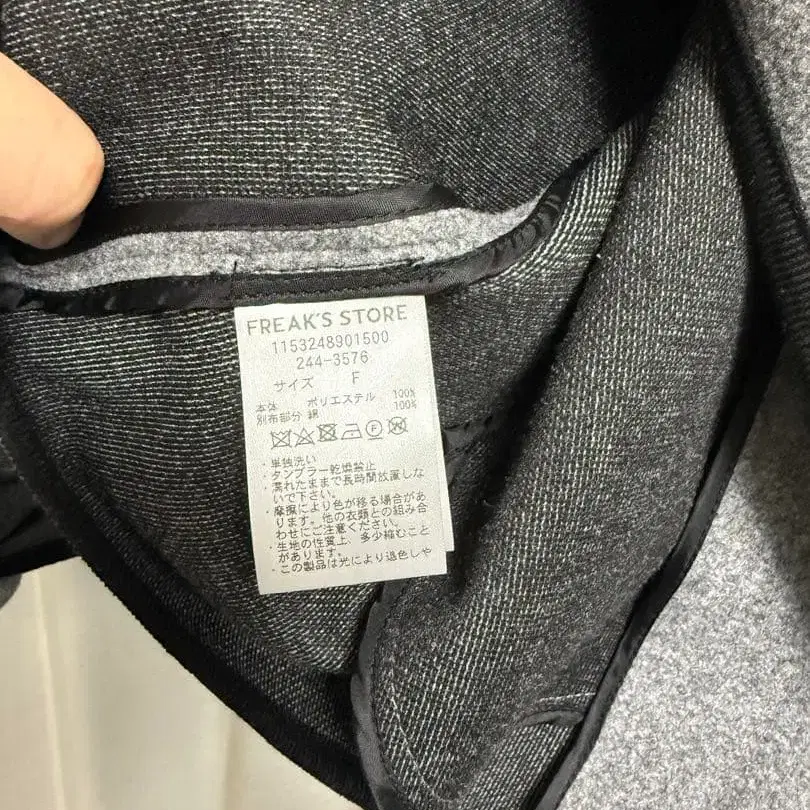 FREAK'S STORE
1153248901500
244-3576
サイズ F
本体 ポリエステル 100%
別布部分 綿 100%
・単独洗い
・タンブラー乾燥禁止
・濡れたままで長時間放置しな
いで下さい。
・摩擦により色が移る場合があ
ります。他の衣類との組み合
わせにご注意ください。
・生地の性質上、多少縮むこと
があります。
・この製品は光により退色しや